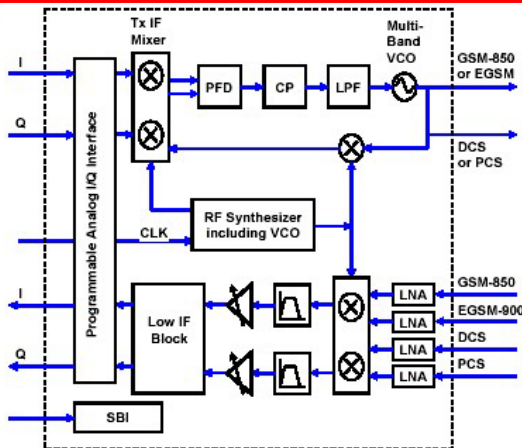 Tx IF
Mixer
Multi-
Band
VCO
I
Q
Programmable Analog I/Q Interface
PFD
CP
LPF
GSM-850
or EGSM
DCS
or PCS
RF Synthesizer
including VCO
CLK
I
Q
Low IF
Block
LNA
LNA
LNA
LNA
GSM-850
EGSM-900
DCS
PCS
SBI